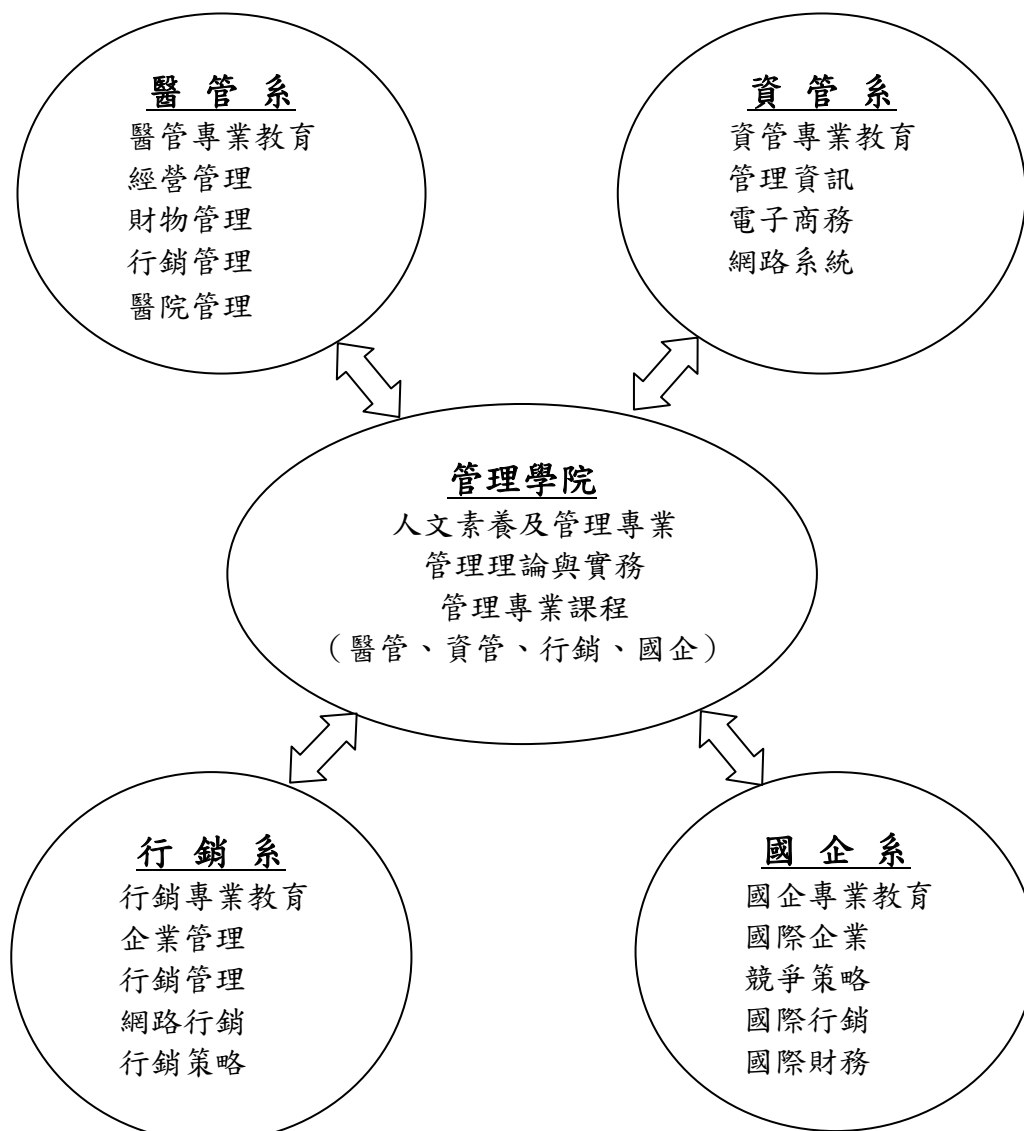 醫 管 系
醫管專業教育
經營管理
財物管理
行銷管理
醫院管理
資 管 系
資管專業教育
管理資訊
電子商務
網路系統
管理學院
人文素養及管理專業
管理理論與實務
管理專業課程
（醫管、資管、行銷、國企）
行 銷 系
行銷專業教育
企業管理
行銷管理
網路行銷
行銷策略
國 企 系
國企專業教育
國際企業
競爭策略
國際行銷
國際財務